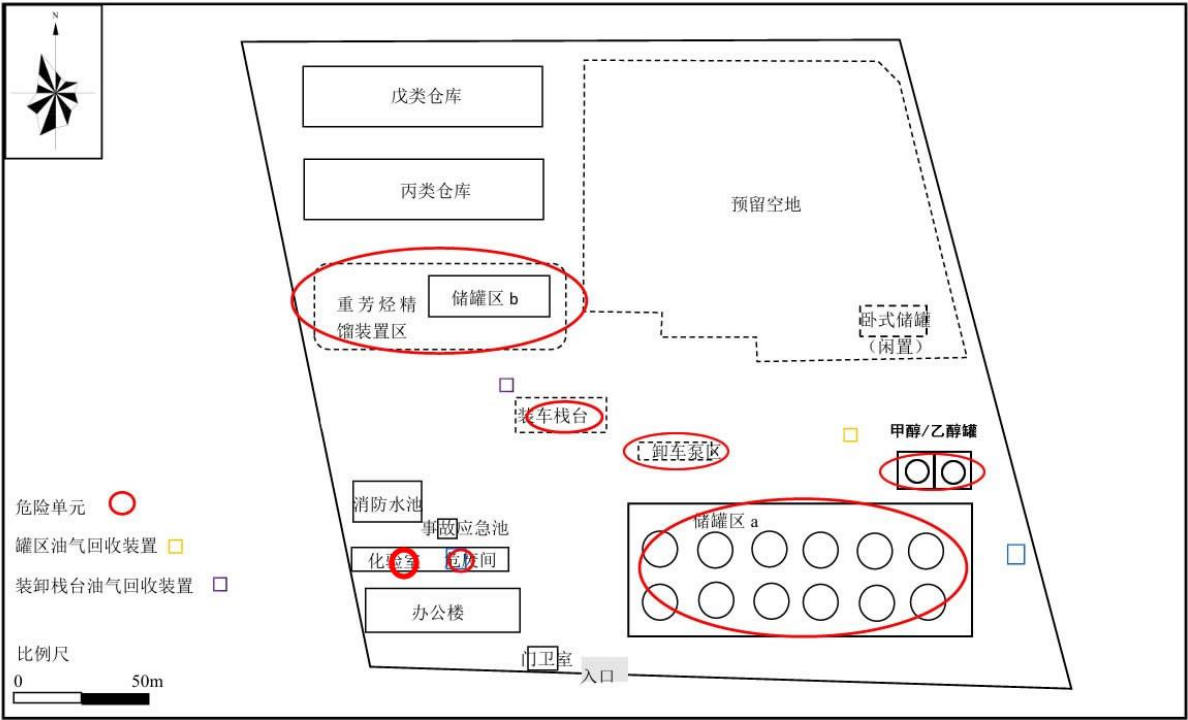 N
戊类仓库
丙类仓库
预留空地
重芳烃精
馏装置区
储罐区 b
卧式储罐
（闲置）
装车栈台
卸车泵区
甲醇/乙醇罐
消防水池
事故应急池
储罐区 a
化验室
危废间
办公楼
门卫室
入口
危险单元
罐区油气回收装置
装卸栈台油气回收装置
比例尺
0 50m